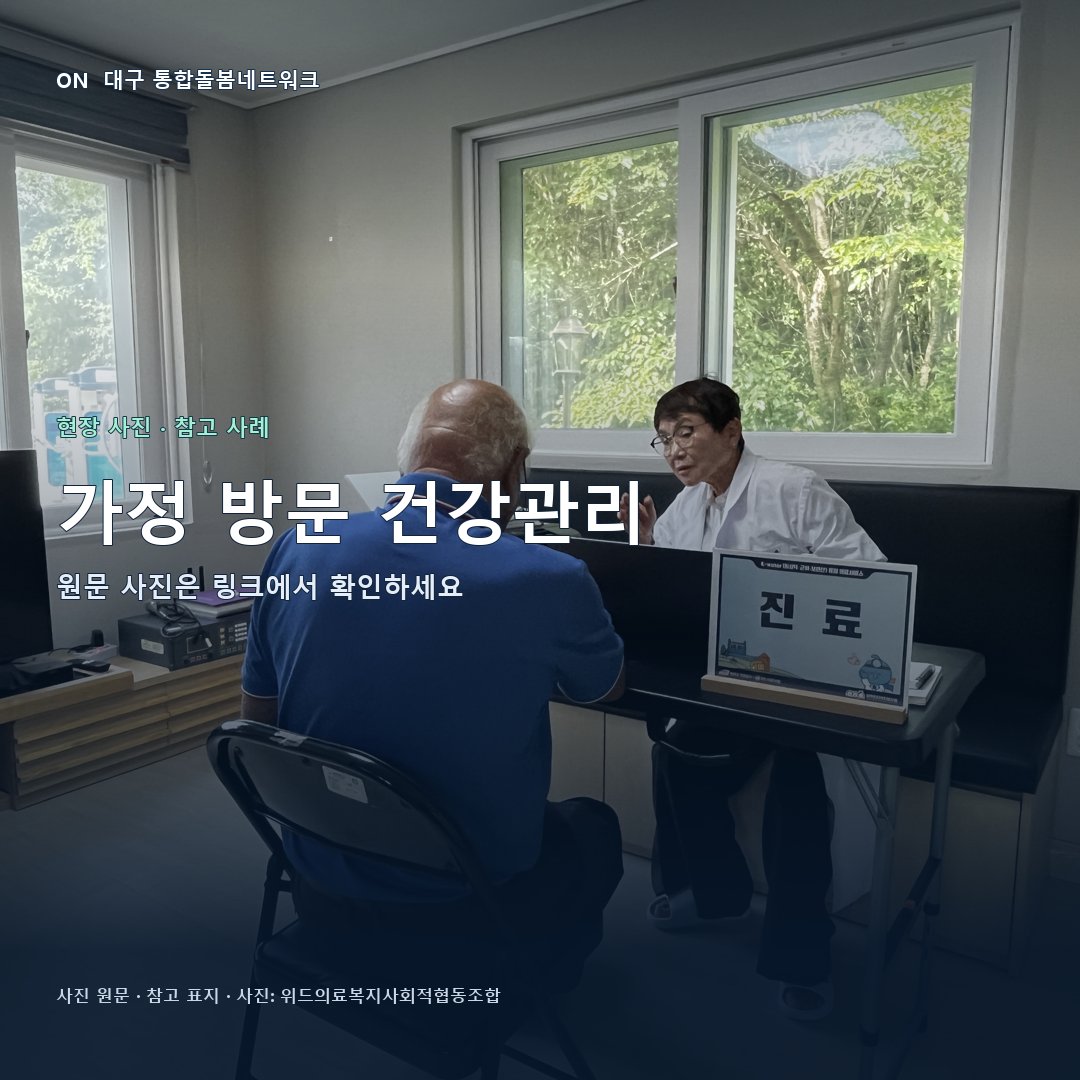 ON 대구 통합돌봄네트워크
현장 사진 · 참고 사례
가정 방문 건강관리
원문 사진은 링크에서 확인하세요
진 료
사진 원문 · 참고 표지 · 사진: 위드의료복지사회적협동조합